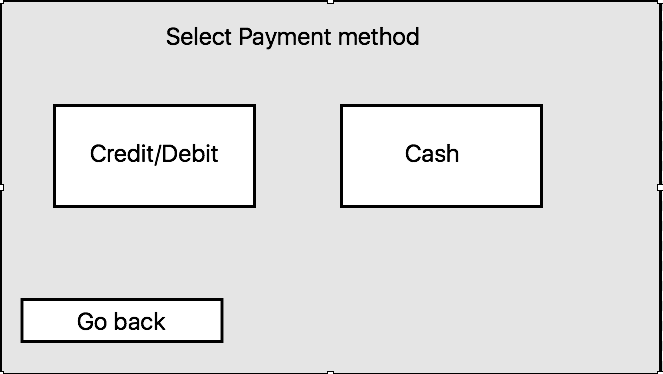 Select Payment method
Credit/Debit
Cash
Go back